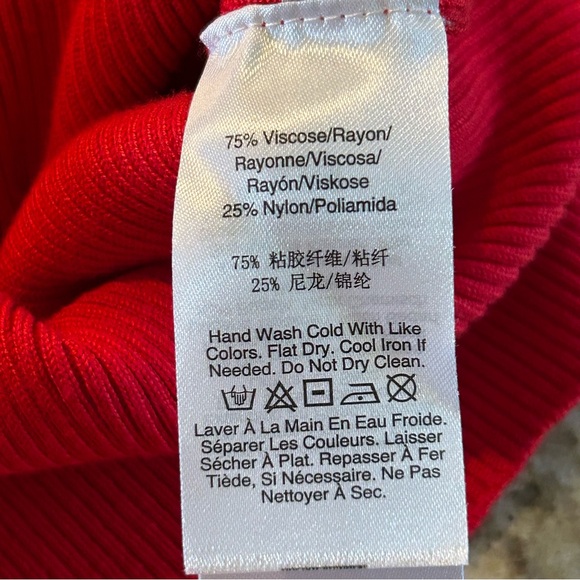 75% Viscose/Rayon/
Rayonne/Viscosa/
Rayón/Viskose
25% Nylon/Poliamida
75% 粘胶纤维/粘纤
25% 尼龙/锦纶
Hand Wash Cold With Like
Colors. Flat Dry. Cool Iron If
Needed. Do Not Dry Clean.
Laver À La Main En Eau Froide.
Séparer Les Couleurs. Laisser
Sécher À Plat. Repasser À Fer
Tiède, Si Nécessaire. Ne Pas
Nettoyer À Sec.